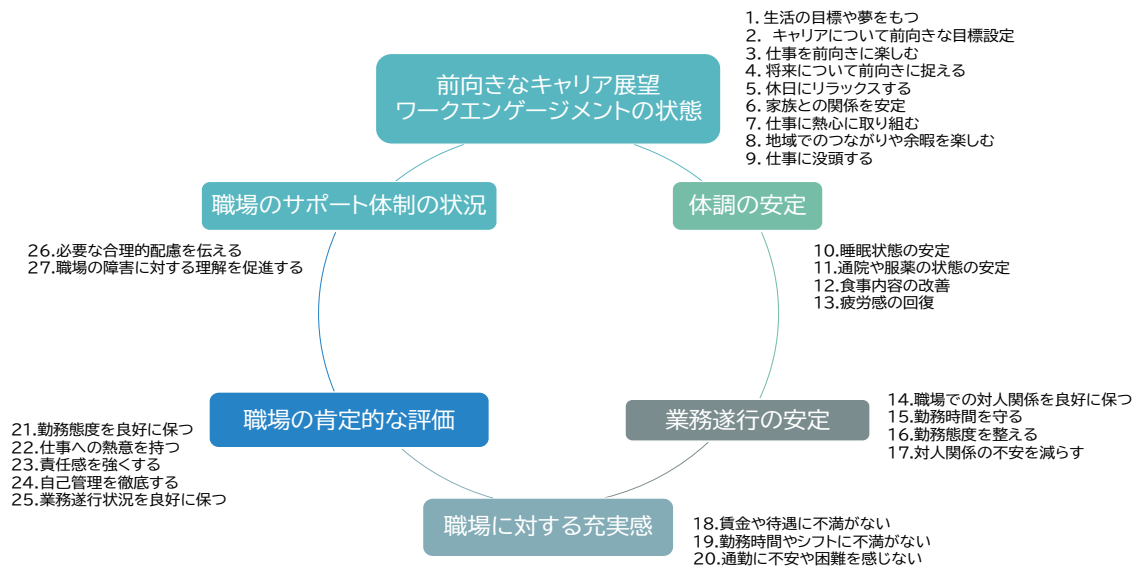 前向きなキャリア展望
ワークエンゲージメントの状態
1. 生活の目標や夢をもつ
2. キャリアについて前向きな目標設定
3. 仕事を前向きに楽しむ
4. 将来について前向きに捉える
5. 休日にリラックスする
6. 家族との関係を安定
7. 仕事に熱心に取り組む
8. 地域でのつながりや余暇を楽しむ
9. 仕事に没頭する
体調の安定
10.睡眠状態の安定
11.通院や服薬の状態の安定
12.食事内容の改善
13.疲労感の回復
業務遂行の安定
14.職場での対人関係を良好に保つ
15.勤務時間を守る
16.勤務態度を整える
17.対人関係の不安を減らす
職場に対する充実感
18.賃金や待遇に不満がない
19.勤務時間やシフトに不満がない
20.通勤に不安や困難を感じない
職場の肯定的な評価
21.勤務態度を良好に保つ
22.仕事への熱意を持つ
23.責任感を強くする
24.自己管理を徹底する
25.業務遂行状況を良好に保つ
職場のサポート体制の状況
26.必要な合理的配慮を伝える
27.職場の障害に対する理解を促進する